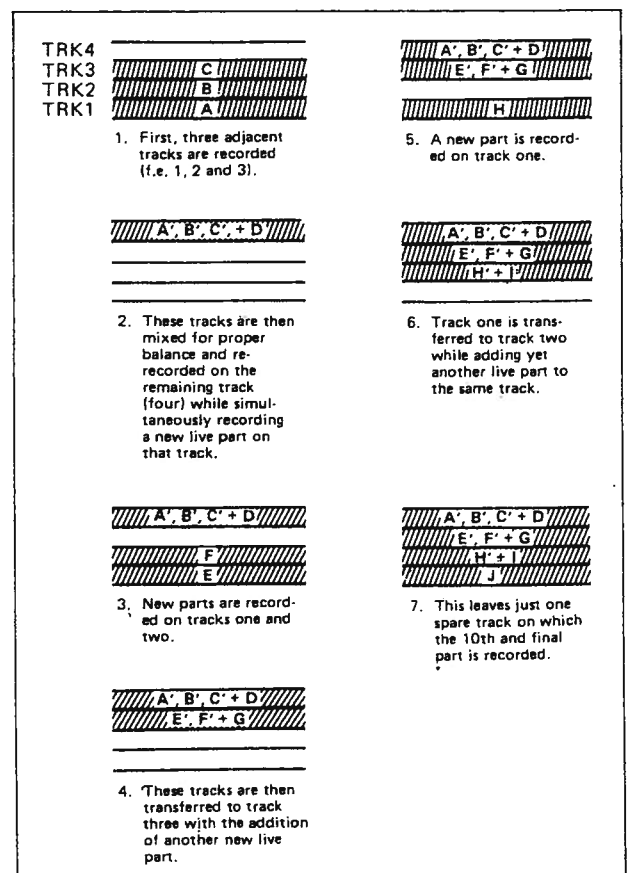 TRK4
TRK3
TRK2
TRK1
C
B
A
1. First, three adjacent
tracks are recorded
(f.e. 1, 2 and 3).
A', B', C', + D
2. These tracks are then
mixed for proper
balance and re-
recorded on the
remaining track
(four) while simul-
taneously recording
a new live part on
that track.
A', B', C' + D
F
E
3. New parts are record-
ed on tracks one and
two.
A', B', C' + D
E', F' + G
4. These tracks are then
transferred to track
three with the addition
of another new live
part.
A', B', C' + D
E', F' + G
H
5. A new part is record-
ed on track one.
A', B', C' + D
E', F' + G
H' + I
6. Track one is trans-
ferred to track two
while adding yet
another live part to
the same track.
A', B', C' + D
E', F' + G
H' + I
J
7. This leaves just one
spare track on which
the 10th and final
part is recorded.